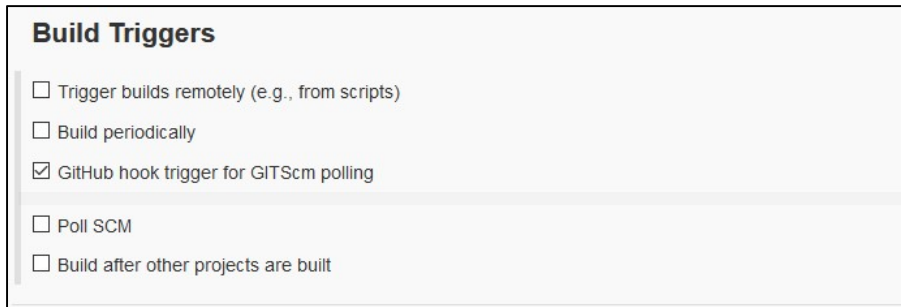 Build Triggers
Trigger builds remotely (e.g., from scripts)
Build periodically
GitHub hook trigger for GITScm polling
Poll SCM
Build after other projects are built